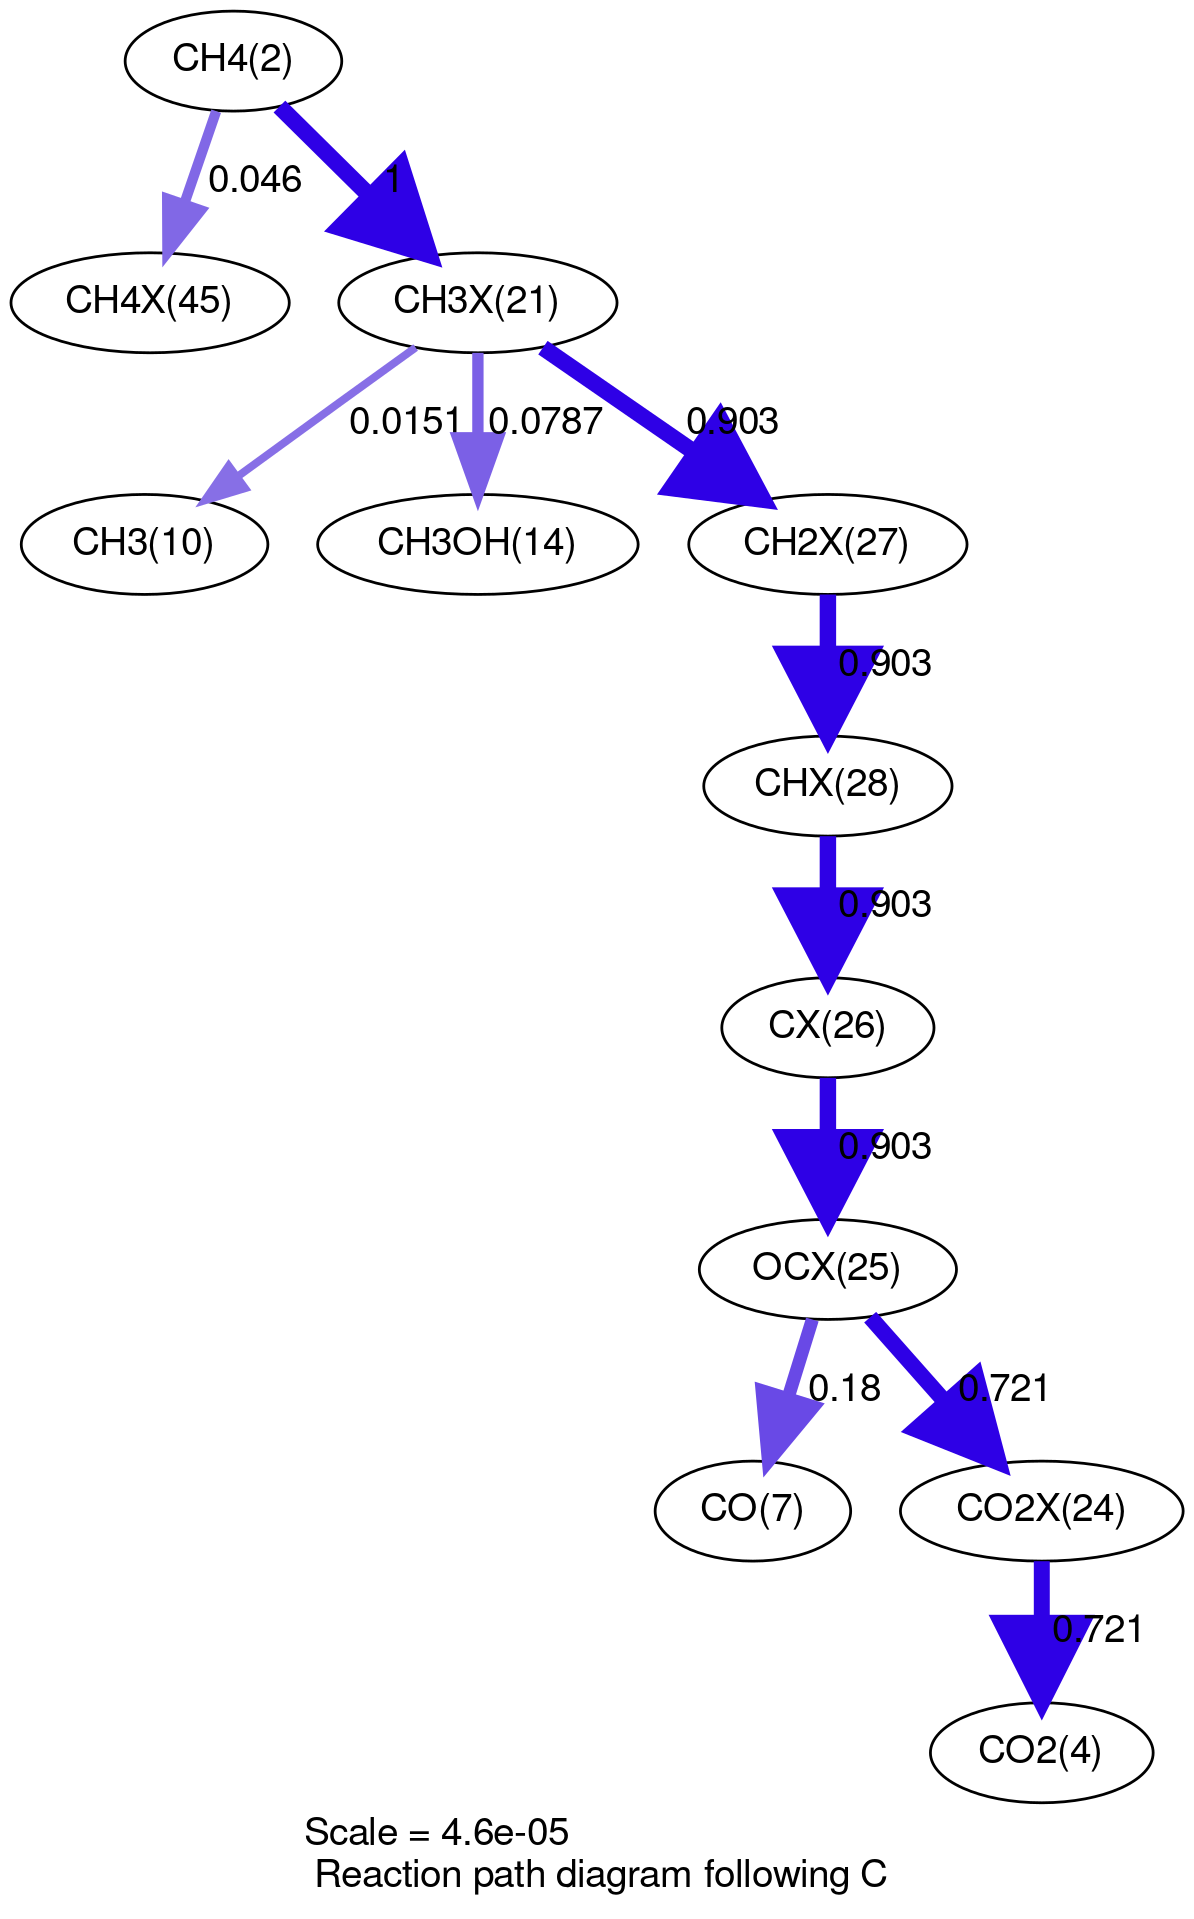 CH4(2)
0.046
1
CH4X(45)
CH3X(21)
0.0151
0.0787
0.903
CH3(10)
CH3OH(14)
CH2X(27)
0.903
CHX(28)
0.903
CX(26)
0.903
OCX(25)
0.18
0.721
CO(7)
CO2X(24)
0.721
CO2(4)
Scale = 4.6e-05
Reaction path diagram following C